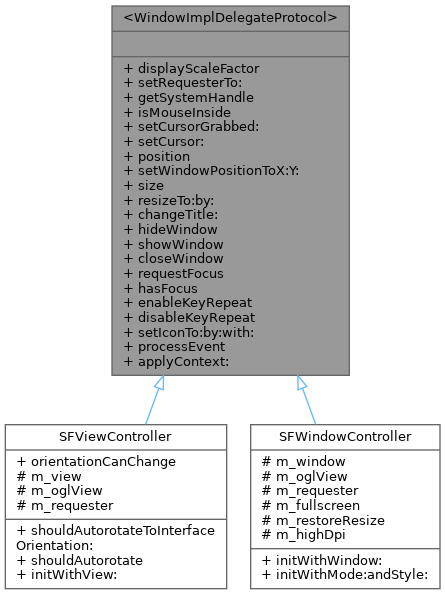 <WindowImplDelegateProtocol>
+ displayScaleFactor
+ setRequesterTo:
+ getSystemHandle
+ isMouseInside
+ setCursorGrabbed:
+ setCursor:
+ position
+ setWindowPositionToX:Y:
+ size
+ resizeTo:by:
+ changeTitle:
+ hideWindow
+ showWindow
+ closeWindow
+ requestFocus
+ hasFocus
+ enableKeyRepeat
+ disableKeyRepeat
+ setIconTo:by:with:
+ processEvent
+ applyContext:
SFViewController
+ orientationCanChange
# m_view
# m_oglView
# m_requester
+ shouldAutorotateToInterface
Orientation:
+ shouldAutorotate
+ initWithView:
SFWindowController
# m_window
# m_oglView
# m_requester
# m_fullscreen
# m_restoreResize
# m_highDpi
+ initWithWindow:
+ initWithMode:andStyle: